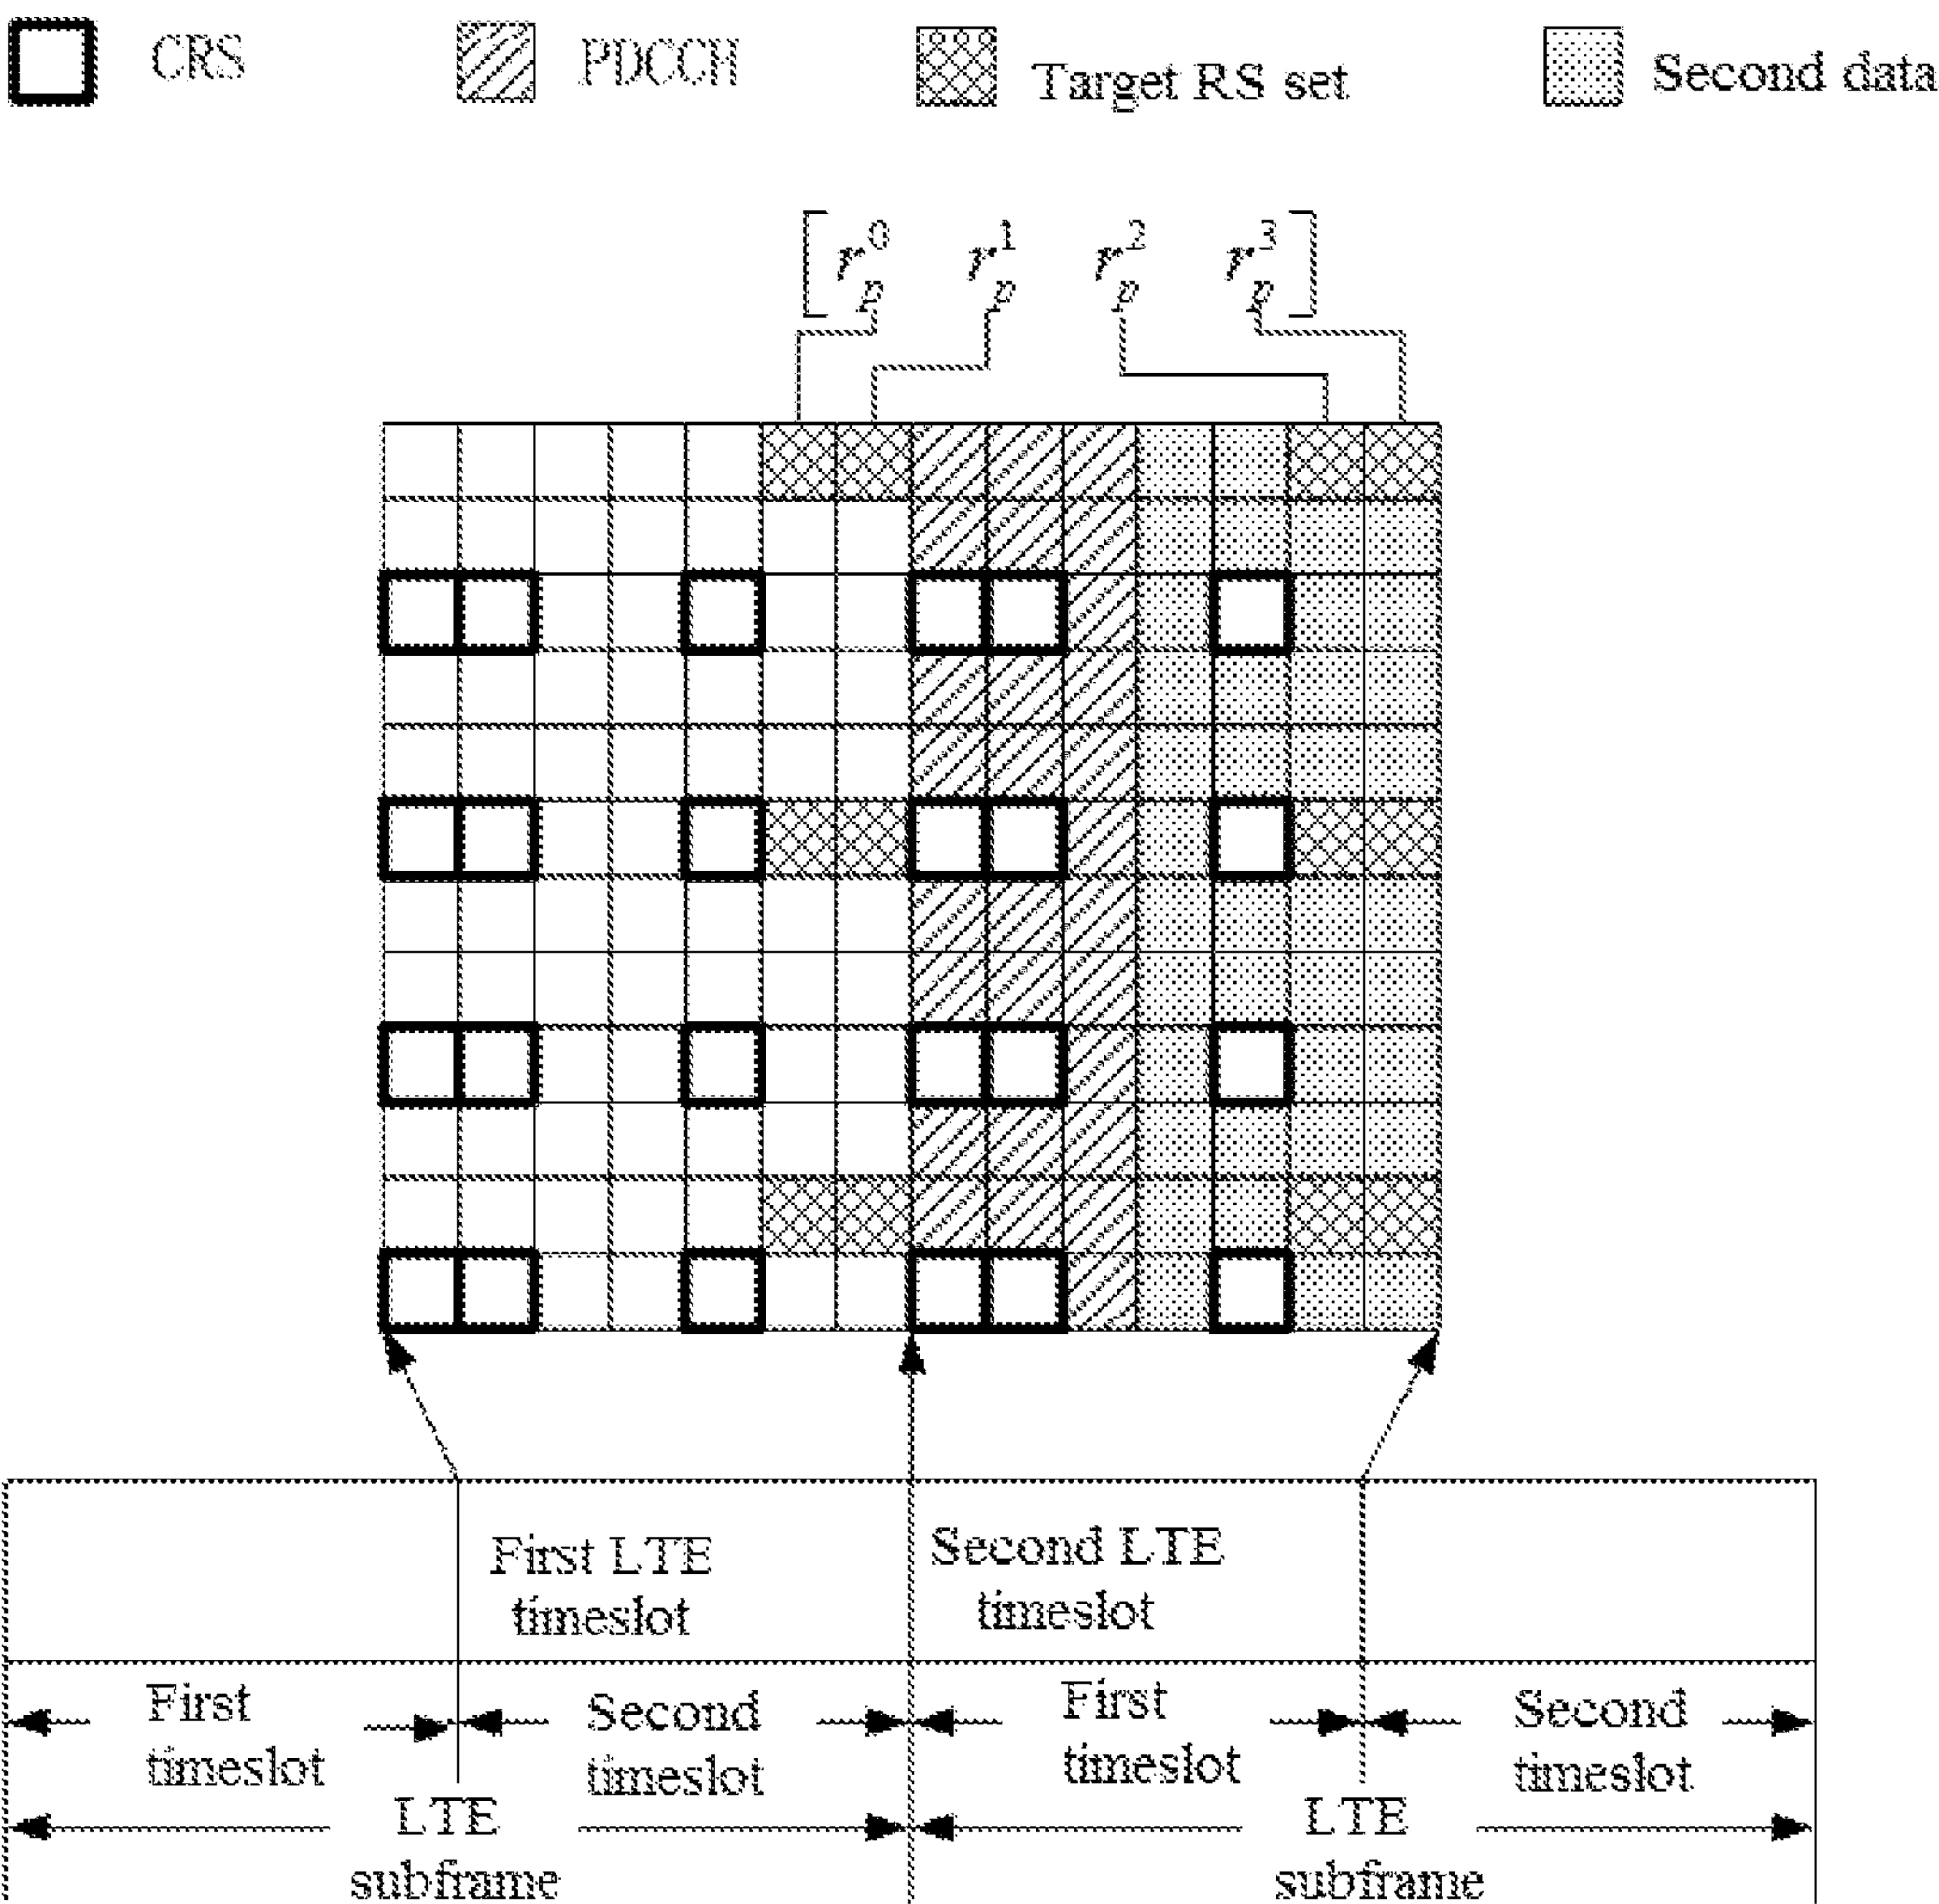 CRS PDCCH Target RS set Second data
[r_p^0 r_p^1 r_p^2 r_p^3]
First LTE
timeslot
Second LTE
timeslot
First
timeslot
Second
timeslot
First
timeslot
Second
timeslot
LTE
subframe
LTE
subframe